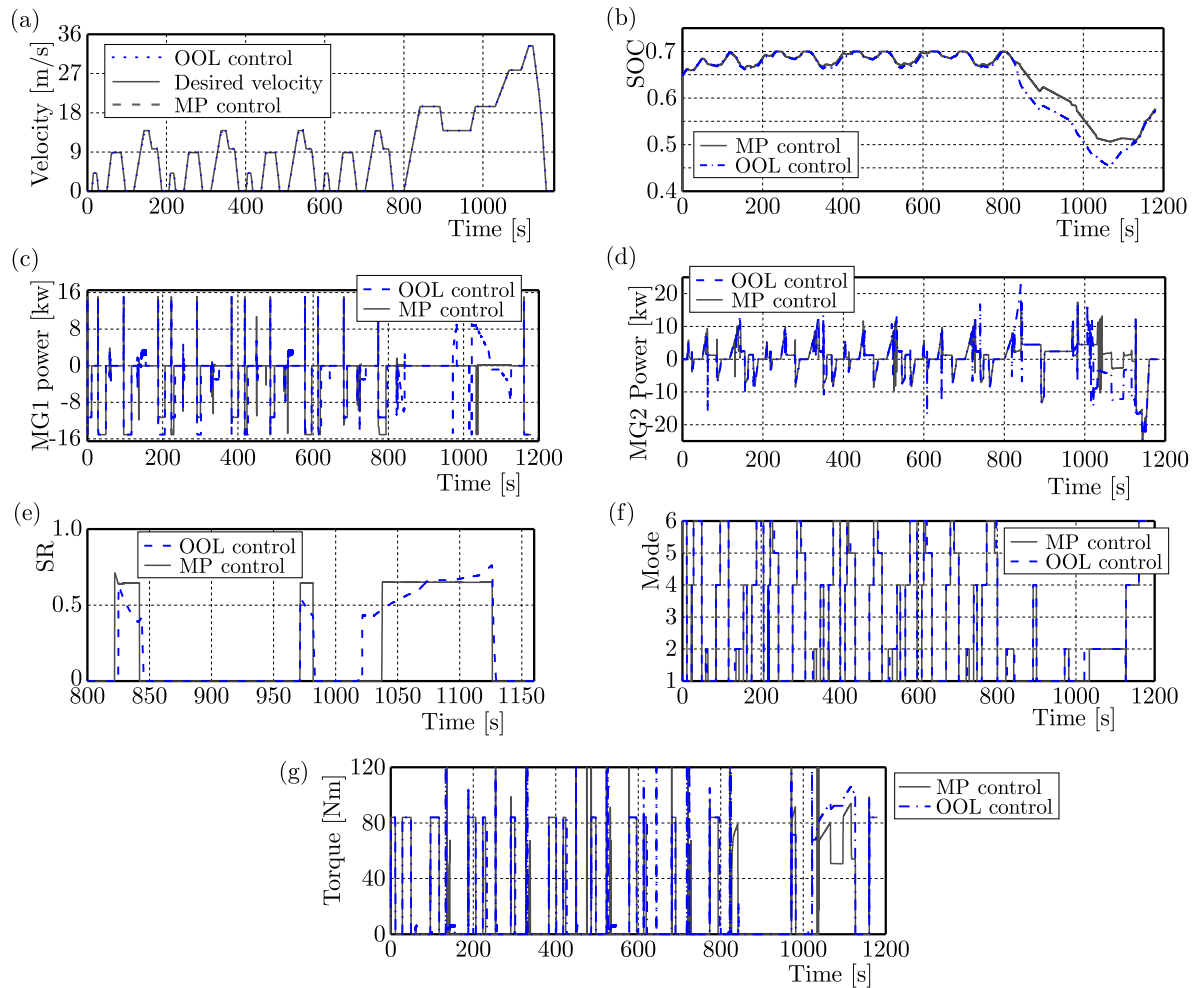 (a)
Velocity [m/s]
36
27
18
9
0
OOL control
Desired velocity
MP control
0 200 400 600 800 1000
Time [s]
(b)
SOC
0.7
0.6
0.5
0.4
MP control
OOL control
0 200 400 600 800 1000 1200
Time [s]
(c)
MG1 power [kw]
16
8
0
-8
-16
OOL control
MP control
0 200 400 600 800 1000 1200
Time [s]
(d)
MG2 Power [kw]
20
10
0
-10
-20
OOL control
MP control
0 200 400 600 800 1000 1200
Time [s]
(e)
SR
1.0
0.5
0
OOL control
MP control
800 850 900 950 1000 1050 1100 1150
Time [s]
(f)
Mode
6
5
4
3
2
1
MP control
OOL control
0 200 400 600 800 1000 1200
Time [s]
(g)
Torque [Nm]
120
80
40
0
MP control
OOL control
0 200 400 600 800 1000 1200
Time [s]